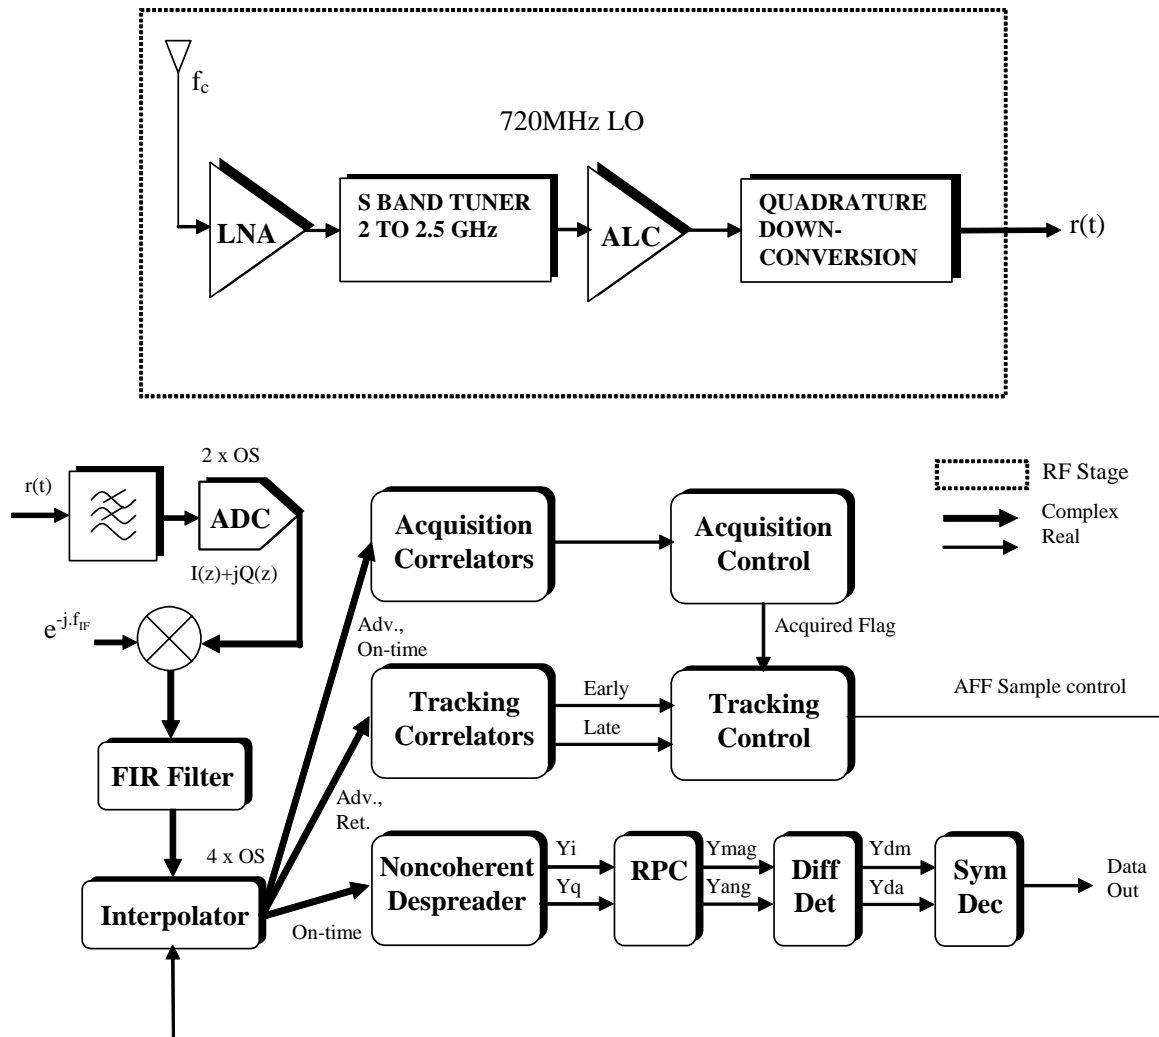 f_c
720MHz LO
LNA
S BAND TUNER
2 TO 2.5 GHz
ALC
QUADRATURE
DOWN-
CONVERSION
r(t)
2 x OS
r(t)
ADC
I(z)+jQ(z)
e^-j.f_IF
FIR Filter
4 x OS
Interpolator
Adv.,
On-time
Adv.,
Ret.
On-time
Acquisition
Correlators
Acquisition
Control
Acquired Flag
RF Stage
Complex
Real
Tracking
Correlators
Early
Late
Tracking
Control
AFF Sample control
Noncoherent
Despreader
Yi
Yq
RPC
Ymag
Yang
Diff
Det
Ydm
Yda
Sym
Dec
Data
Out